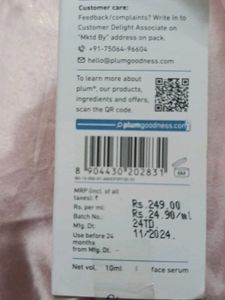 Customer care:
Feedback/complaints? Write in to
Customer Delight Associate on
"Mktd By" address on pack.
+91-75064-96604
hello@plumgoodness.com
To learn more about
plum®, our products,
ingredients and offers,
scan the QR code.
plumgoodness.com
8 904430 202831
MRP (incl. of all
taxes): ₹ Rs.249.00
Rs. per ml: Rs.24.90/ml
Batch No.: 24TD
Mfg. Dt: 11/2024.
Use before 24
months from
Mfg. Dt.
Net vol. 10ml face serum